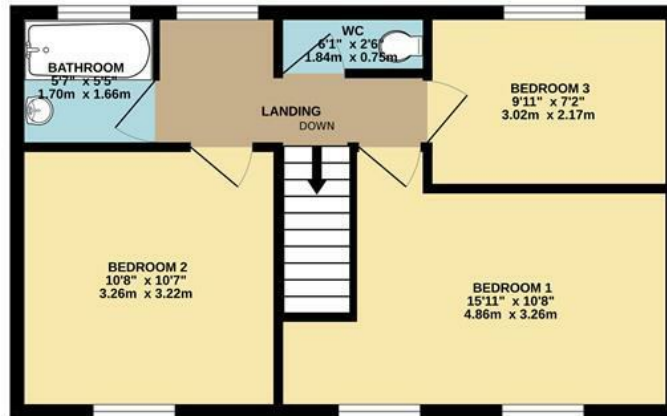 BATHROOM
5'7" x 5'5"
1.70m x 1.66m
WC
6'1" x 2'6"
1.84m x 0.75m
BEDROOM 3
9'11" x 7'2"
3.02m x 2.17m
LANDING
DOWN
BEDROOM 2
10'8" x 10'7"
3.26m x 3.22m
BEDROOM 1
15'11" x 10'8"
4.86m x 3.26m